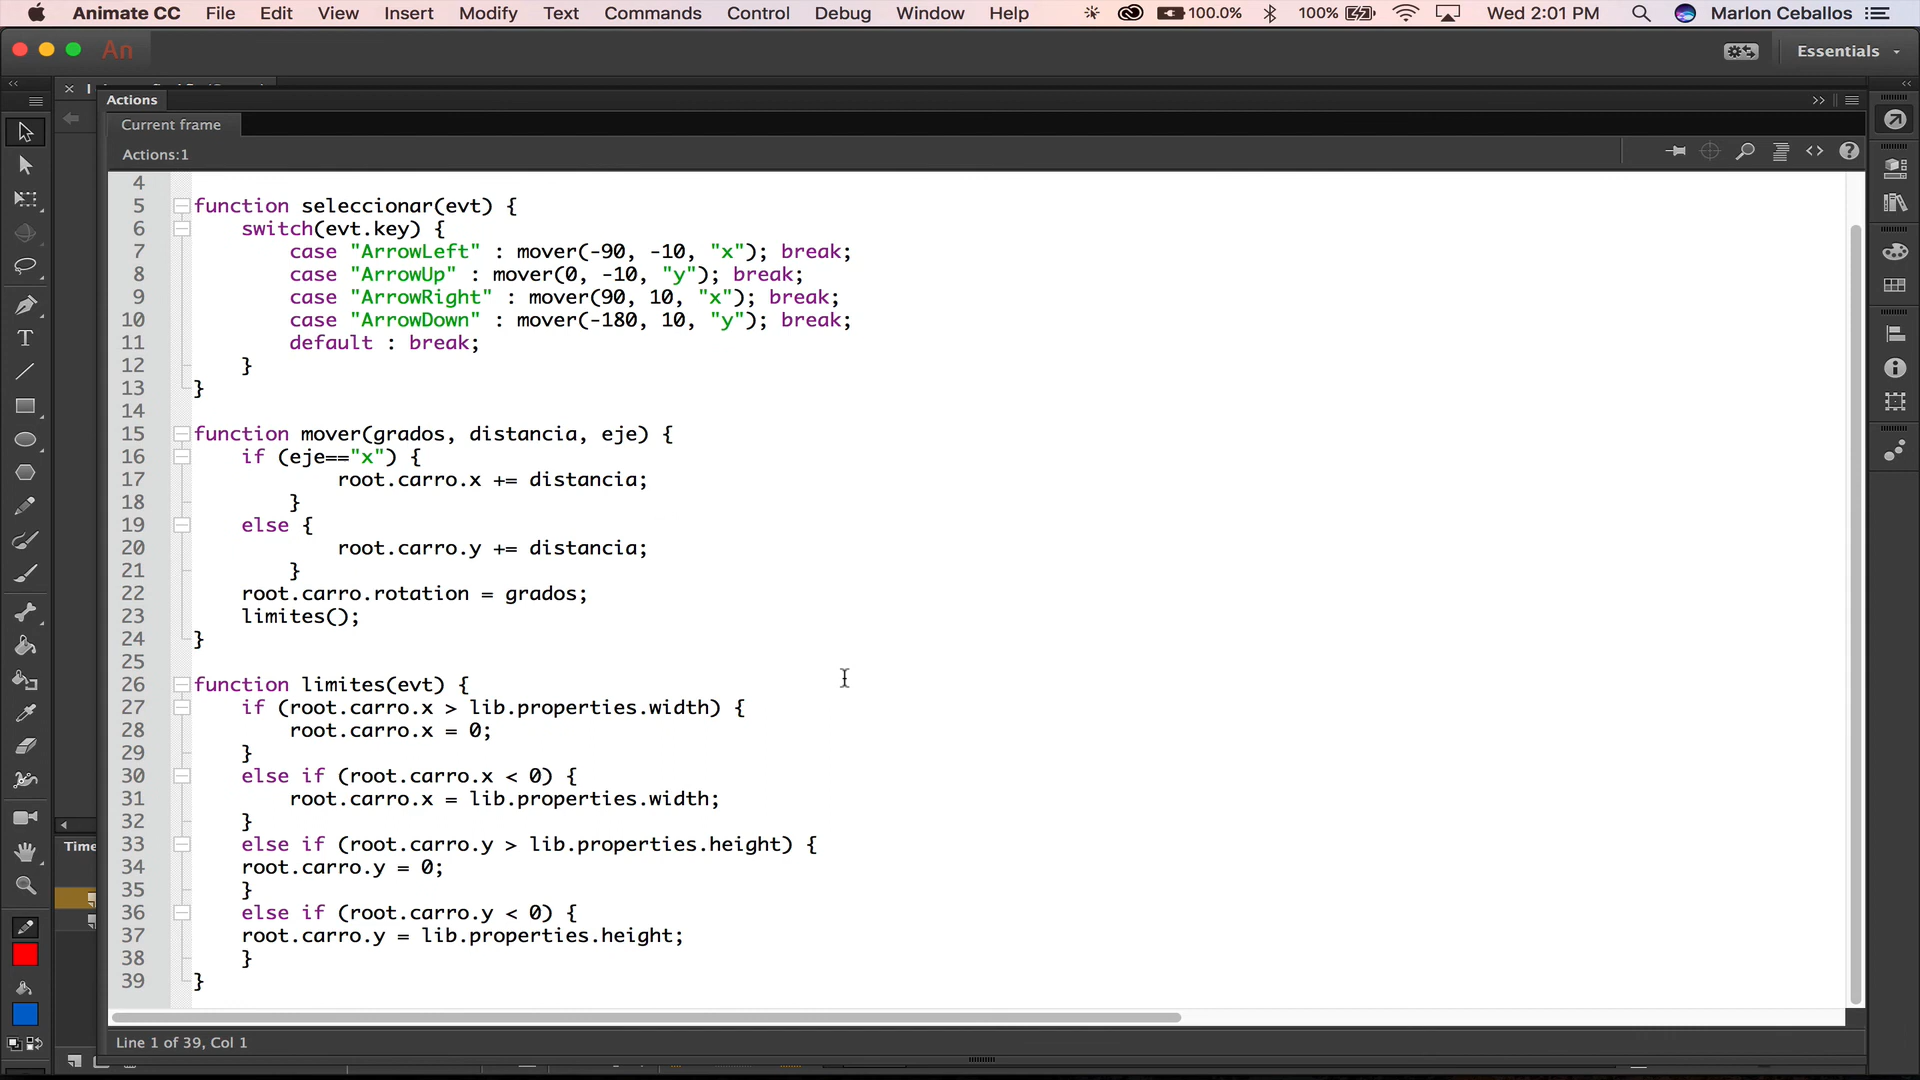 Animate CC File Edit View Insert Modify Text Commands Control Debug Window Help 100.0% 100% Wed 2:01 PM Marlon Ceballos
An Essentials
Actions
Current frame
Actions:1
4
5 function seleccionar(evt) {
6 switch(evt.key) {
7 case "ArrowLeft" : mover(-90, -10, "x"); break;
8 case "ArrowUp" : mover(0, -10, "y"); break;
9 case "ArrowRight" : mover(90, 10, "x"); break;
10 case "ArrowDown" : mover(-180, 10, "y"); break;
11 default : break;
12 }
13 }
14
15 function mover(grados, distancia, eje) {
16 if (eje=="x") {
17 root.carro.x += distancia;
18 }
19 else {
20 root.carro.y += distancia;
21 }
22 root.carro.rotation = grados;
23 limites();
24 }
25
26 function limites(evt) {
27 if (root.carro.x > lib.properties.width) {
28 root.carro.x = 0;
29 }
30 else if (root.carro.x < 0) {
31 root.carro.x = lib.properties.width;
32 }
33 else if (root.carro.y > lib.properties.height) {
34 root.carro.y = 0;
35 }
36 else if (root.carro.y < 0) {
37 root.carro.y = lib.properties.height;
38 }
39 }
Time
Line 1 of 39, Col 1